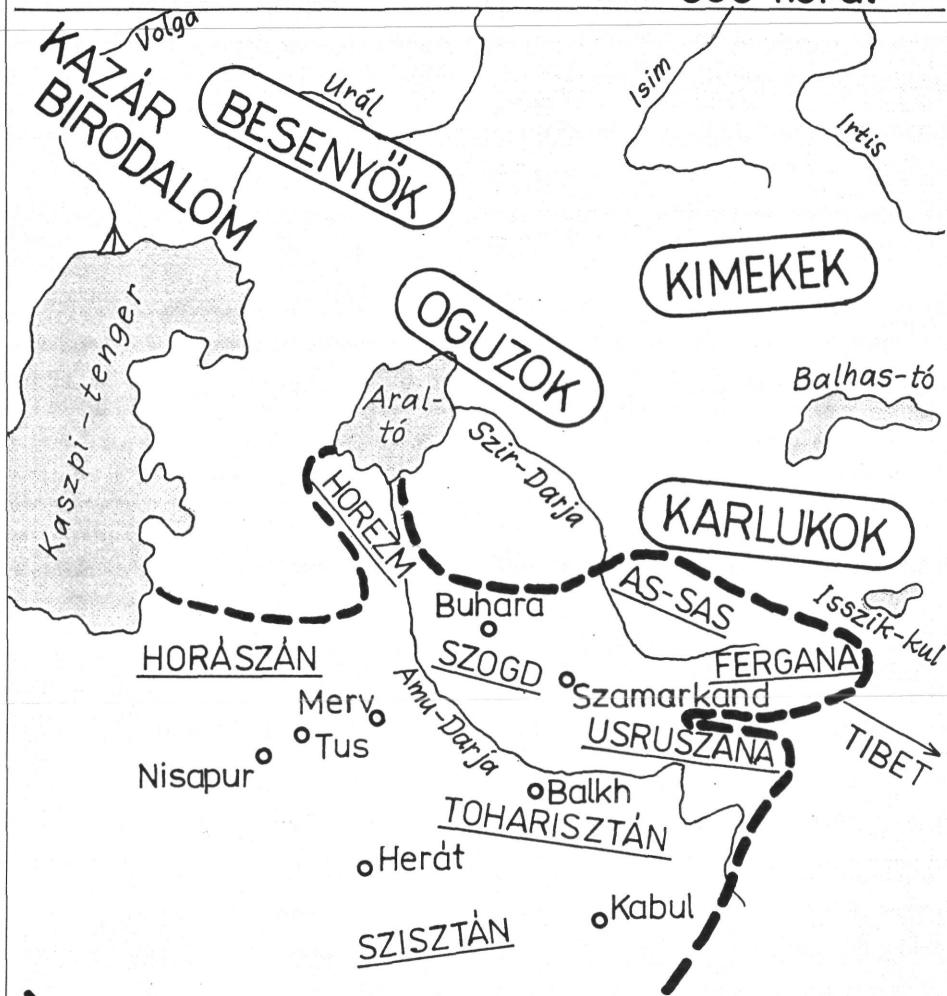 Volga
KAZÁR
BIRODALOM
Urál
BESENYŐK
Isim
Irtis
KIMEKEK
OGUZOK
Kaszpi-tenger
Aral-
tó
Balhas-tó
Szir-Darja
HOREZM
KARLUKOK
AS-SAS
Isszik-kul
Buhara
HORÁSZÁN
SZOGD
FERGANA
Szamarkand
Merv
Amu-Darja
Tus
USRUSZANA
TIBET
Nisapur
Balkh
TOHARISZTÁN
Herát
Kabul
SZISZTÁN